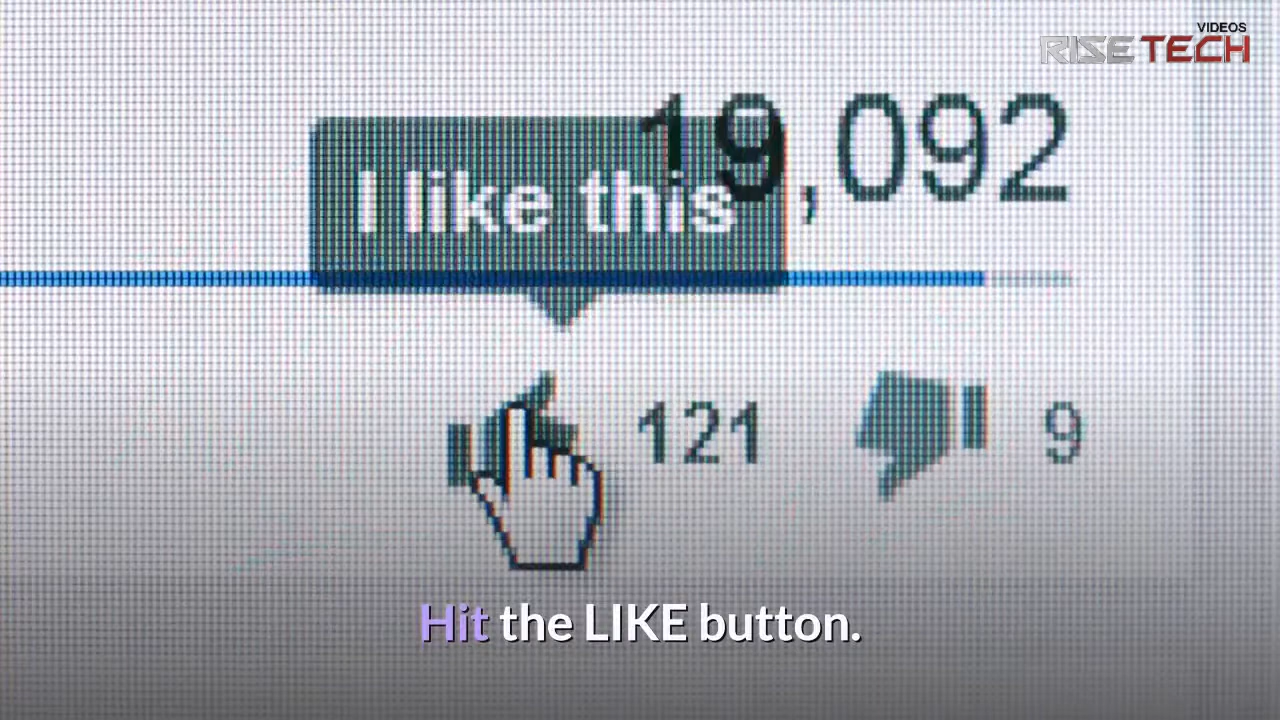 VIDEOS
RISETECH
19,092
I like this
121
9
Hit the LIKE button.